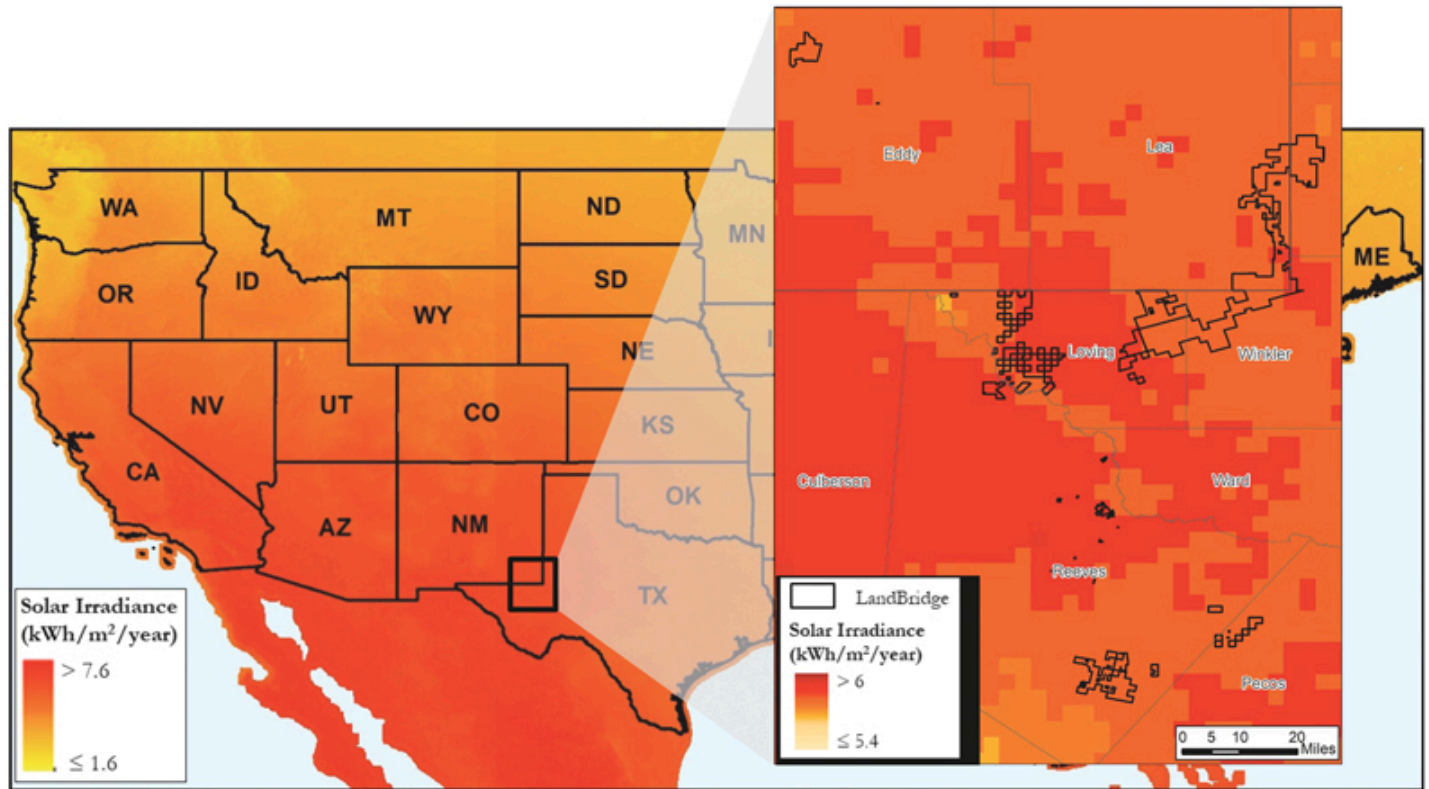 WA
MT
ND
MN
OR
ID
SD
WY
NE
I
NV
UT
CO
KS
CA
AZ
NM
OK
TX
ME
e
Solar Irradiance
(kWh/m²/year)
> 7.6
≤ 1.6
Eddy
Lea
Loving
Winkler
Culberson
Ward
Reeves
Pecos
LandBridge
Solar Irradiance
(kWh/m²/year)
> 6
≤ 5.4
0 5 10 20
Miles